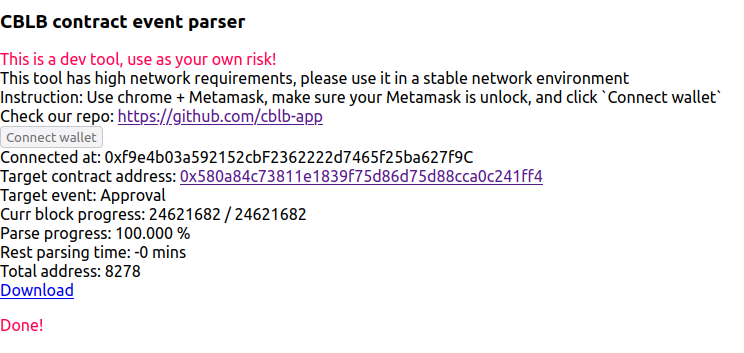 CBLB contract event parser
This is a dev tool, use as your own risk!
This tool has high network requirements, please use it in a stable network environment
Instruction: Use chrome + Metamask, make sure your Metamask is unlock, and click `Connect wallet`
Check our repo: https://github.com/cblb-app
Connect wallet
Connected at: 0xf9e4b03a592152cbF2362222d7465f25ba627f9C
Target contract address: 0x580a84c73811e1839f75d86d75d88cca0c241ff4
Target event: Approval
Curr block progress: 24621682 / 24621682
Parse progress: 100.000 %
Rest parsing time: -0 mins
Total address: 8278
Download
Done!